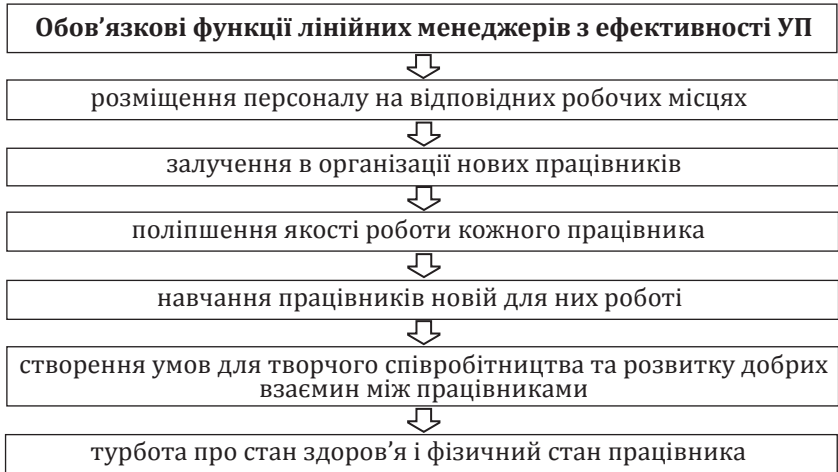 Обов’язкові функції лінійних менеджерів з ефективності УП
розміщення персоналу на відповідних робочих місцях
залучення в організації нових працівників
поліпшення якості роботи кожного працівника
навчання працівників новій для них роботі
створення умов для творчого співробітництва та розвитку добрих
взаємин між працівниками
турбота про стан здоров’я і фізичний стан працівника